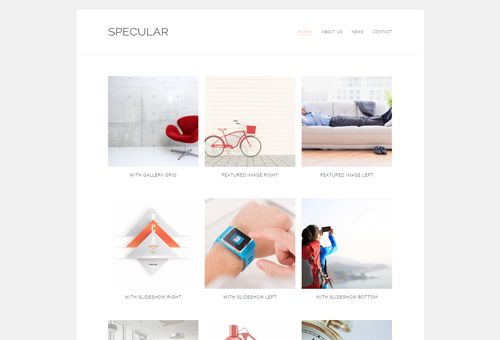 SPECULAR
WORKS ABOUT US NEWS CONTACT
WITH GALLERY GRID
FEATURED IMAGE RIGHT
FEATURED IMAGE LEFT
WITH SLIDESHOW RIGHT
WITH SLIDESHOW LEFT
WITH SLIDESHOW BOTTOM